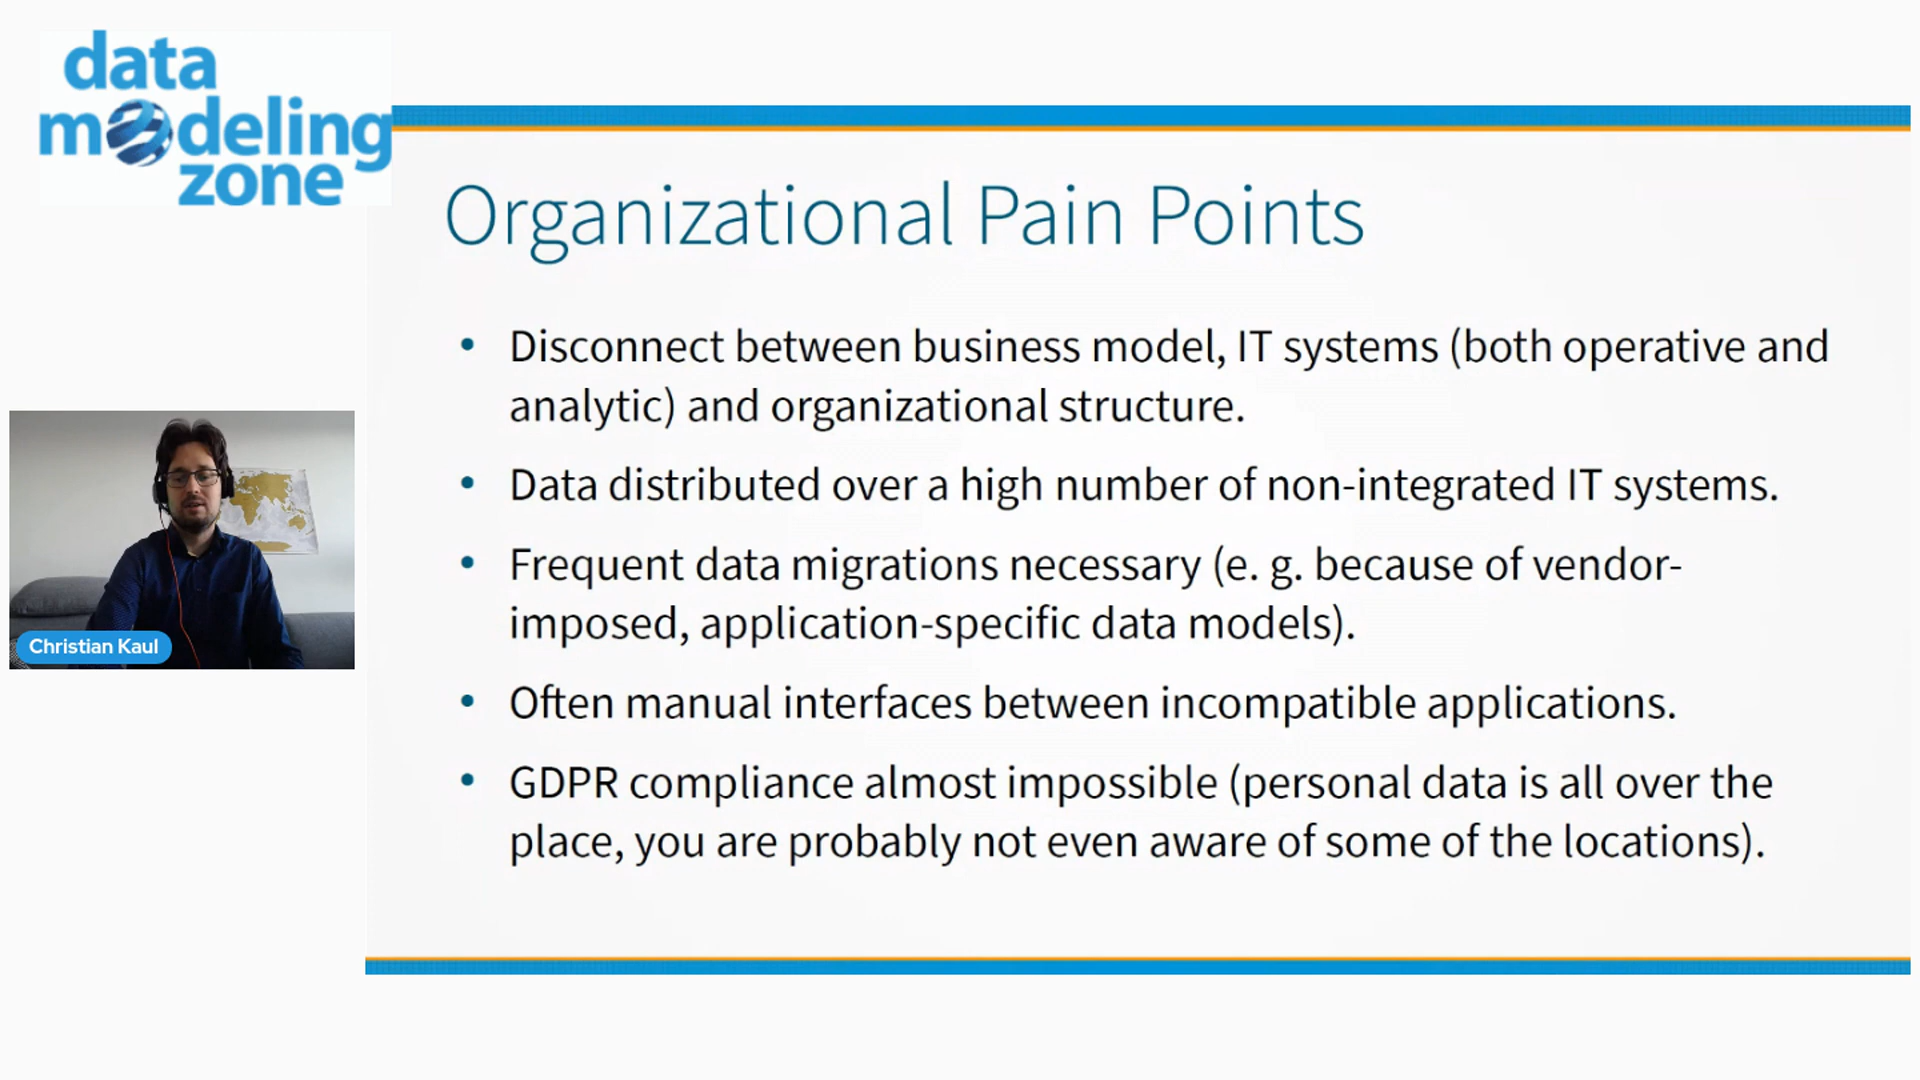 data
modeling
zone
Organizational Pain Points
• Disconnect between business model, IT systems (both operative and
analytic) and organizational structure.
• Data distributed over a high number of non-integrated IT systems.
• Frequent data migrations necessary (e. g. because of vendor-
imposed, application-specific data models).
• Often manual interfaces between incompatible applications.
• GDPR compliance almost impossible (personal data is all over the
place, you are probably not even aware of some of the locations).
Christian Kaul